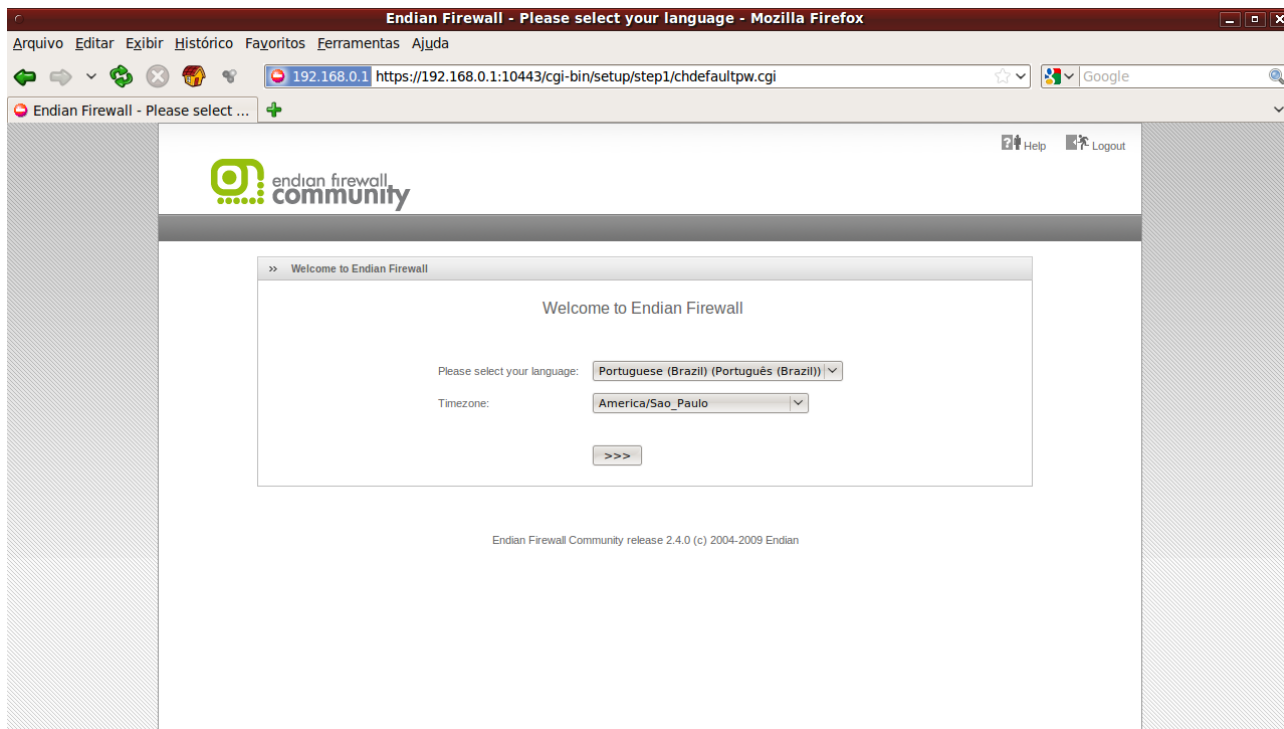 Endian Firewall - Please select your language - Mozilla Firefox
Arquivo Editar Exibir Histórico Favoritos Ferramentas Ajuda
192.168.0.1 https://192.168.0.1:10443/cgi-bin/setup/step1/chdefaultpw.cgi Google
Endian Firewall - Please select ...
Help Logout
endian firewall
community
>> Welcome to Endian Firewall
Welcome to Endian Firewall
Please select your language: Portuguese (Brazil) (Português (Brazil))
Timezone: America/Sao_Paulo
>>>
Endian Firewall Community release 2.4.0 (c) 2004-2009 Endian